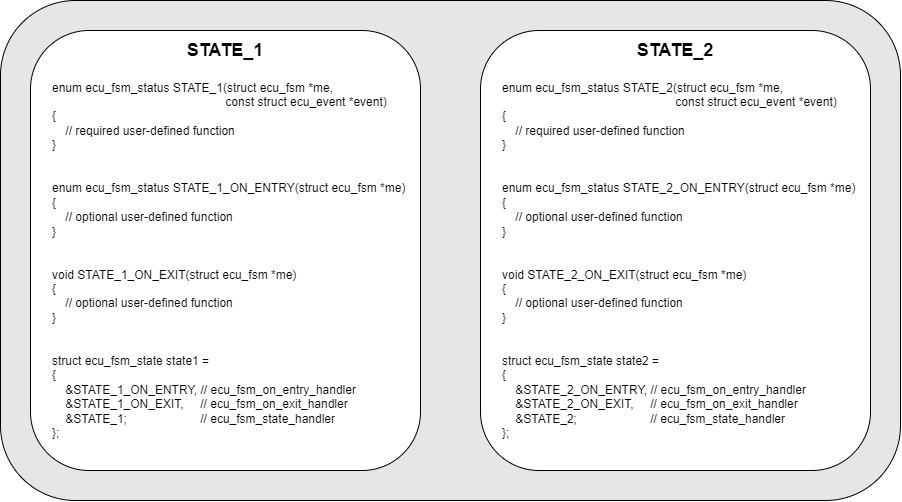 STATE_1
enum ecu_fsm_status STATE_1(struct ecu_fsm *me,
const struct ecu_event *event)
{
// required user-defined function
}
enum ecu_fsm_status STATE_1_ON_ENTRY(struct ecu_fsm *me)
{
// optional user-defined function
}
void STATE_1_ON_EXIT(struct ecu_fsm *me)
{
// optional user-defined function
}
struct ecu_fsm_state state1 =
{
&STATE_1_ON_ENTRY, // ecu_fsm_on_entry_handler
&STATE_1_ON_EXIT, // ecu_fsm_on_exit_handler
&STATE_1; // ecu_fsm_state_handler
};
STATE_2
enum ecu_fsm_status STATE_2(struct ecu_fsm *me,
const struct ecu_event *event)
{
// required user-defined function
}
enum ecu_fsm_status STATE_2_ON_ENTRY(struct ecu_fsm *me)
{
// optional user-defined function
}
void STATE_2_ON_EXIT(struct ecu_fsm *me)
{
// optional user-defined function
}
struct ecu_fsm_state state2 =
{
&STATE_2_ON_ENTRY, // ecu_fsm_on_entry_handler
&STATE_2_ON_EXIT, // ecu_fsm_on_exit_handler
&STATE_2; // ecu_fsm_state_handler
};